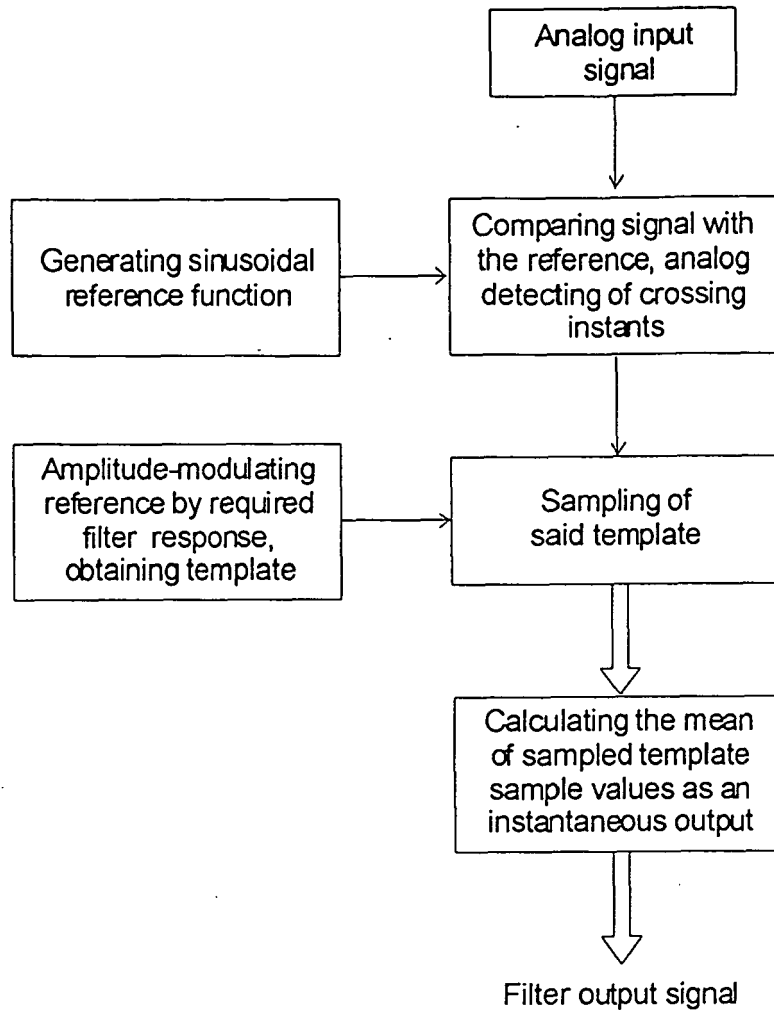 Analog input
signal
Generating sinusoidal
reference function
Comparing signal with
the reference, analog
detecting of crossing
instants
Amplitude-modulating
reference by required
filter response,
obtaining template
Sampling of
said template
Calculating the mean
of sampled template
sample values as an
instantaneous output
Filter output signal